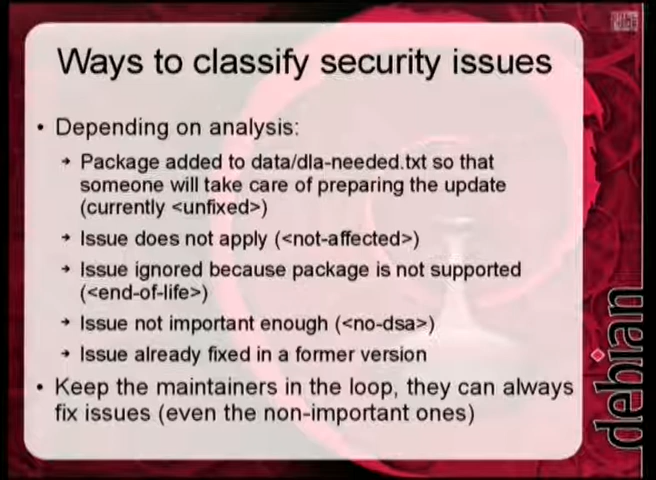 Ways to classify security issues
• Depending on analysis:
➔ Package added to data/dla-needed.txt so that
someone will take care of preparing the update
(currently <unfixed>)
➔ Issue does not apply (<not-affected>)
➔ Issue ignored because package is not supported
(<end-of-life>)
➔ Issue not important enough (<no-dsa>)
➔ Issue already fixed in a former version
• Keep the maintainers in the loop, they can always
fix issues (even the non-important ones)
debian